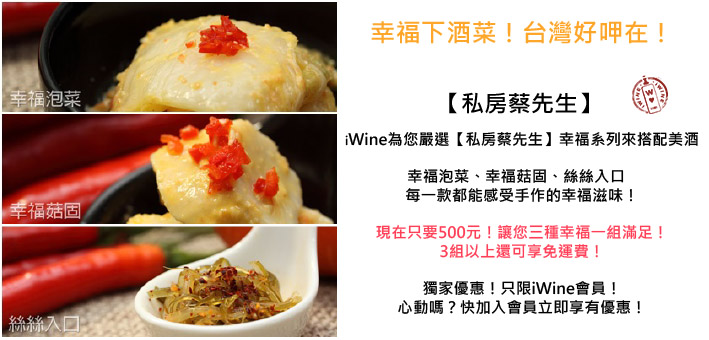 幸福泡菜
幸福菇固
絲絲入口
幸福下酒菜！台灣好呷在！
【私房蔡先生】
iWine為您嚴選【私房蔡先生】幸福系列來搭配美酒
幸福泡菜、幸福菇固、絲絲入口
每一款都能感受手作的幸福滋味！
現在只要500元！讓您三種幸福一組滿足！
3組以上還可享免運費！
獨家優惠！只限iWine會員！
心動嗎？快加入會員立即享有優惠！